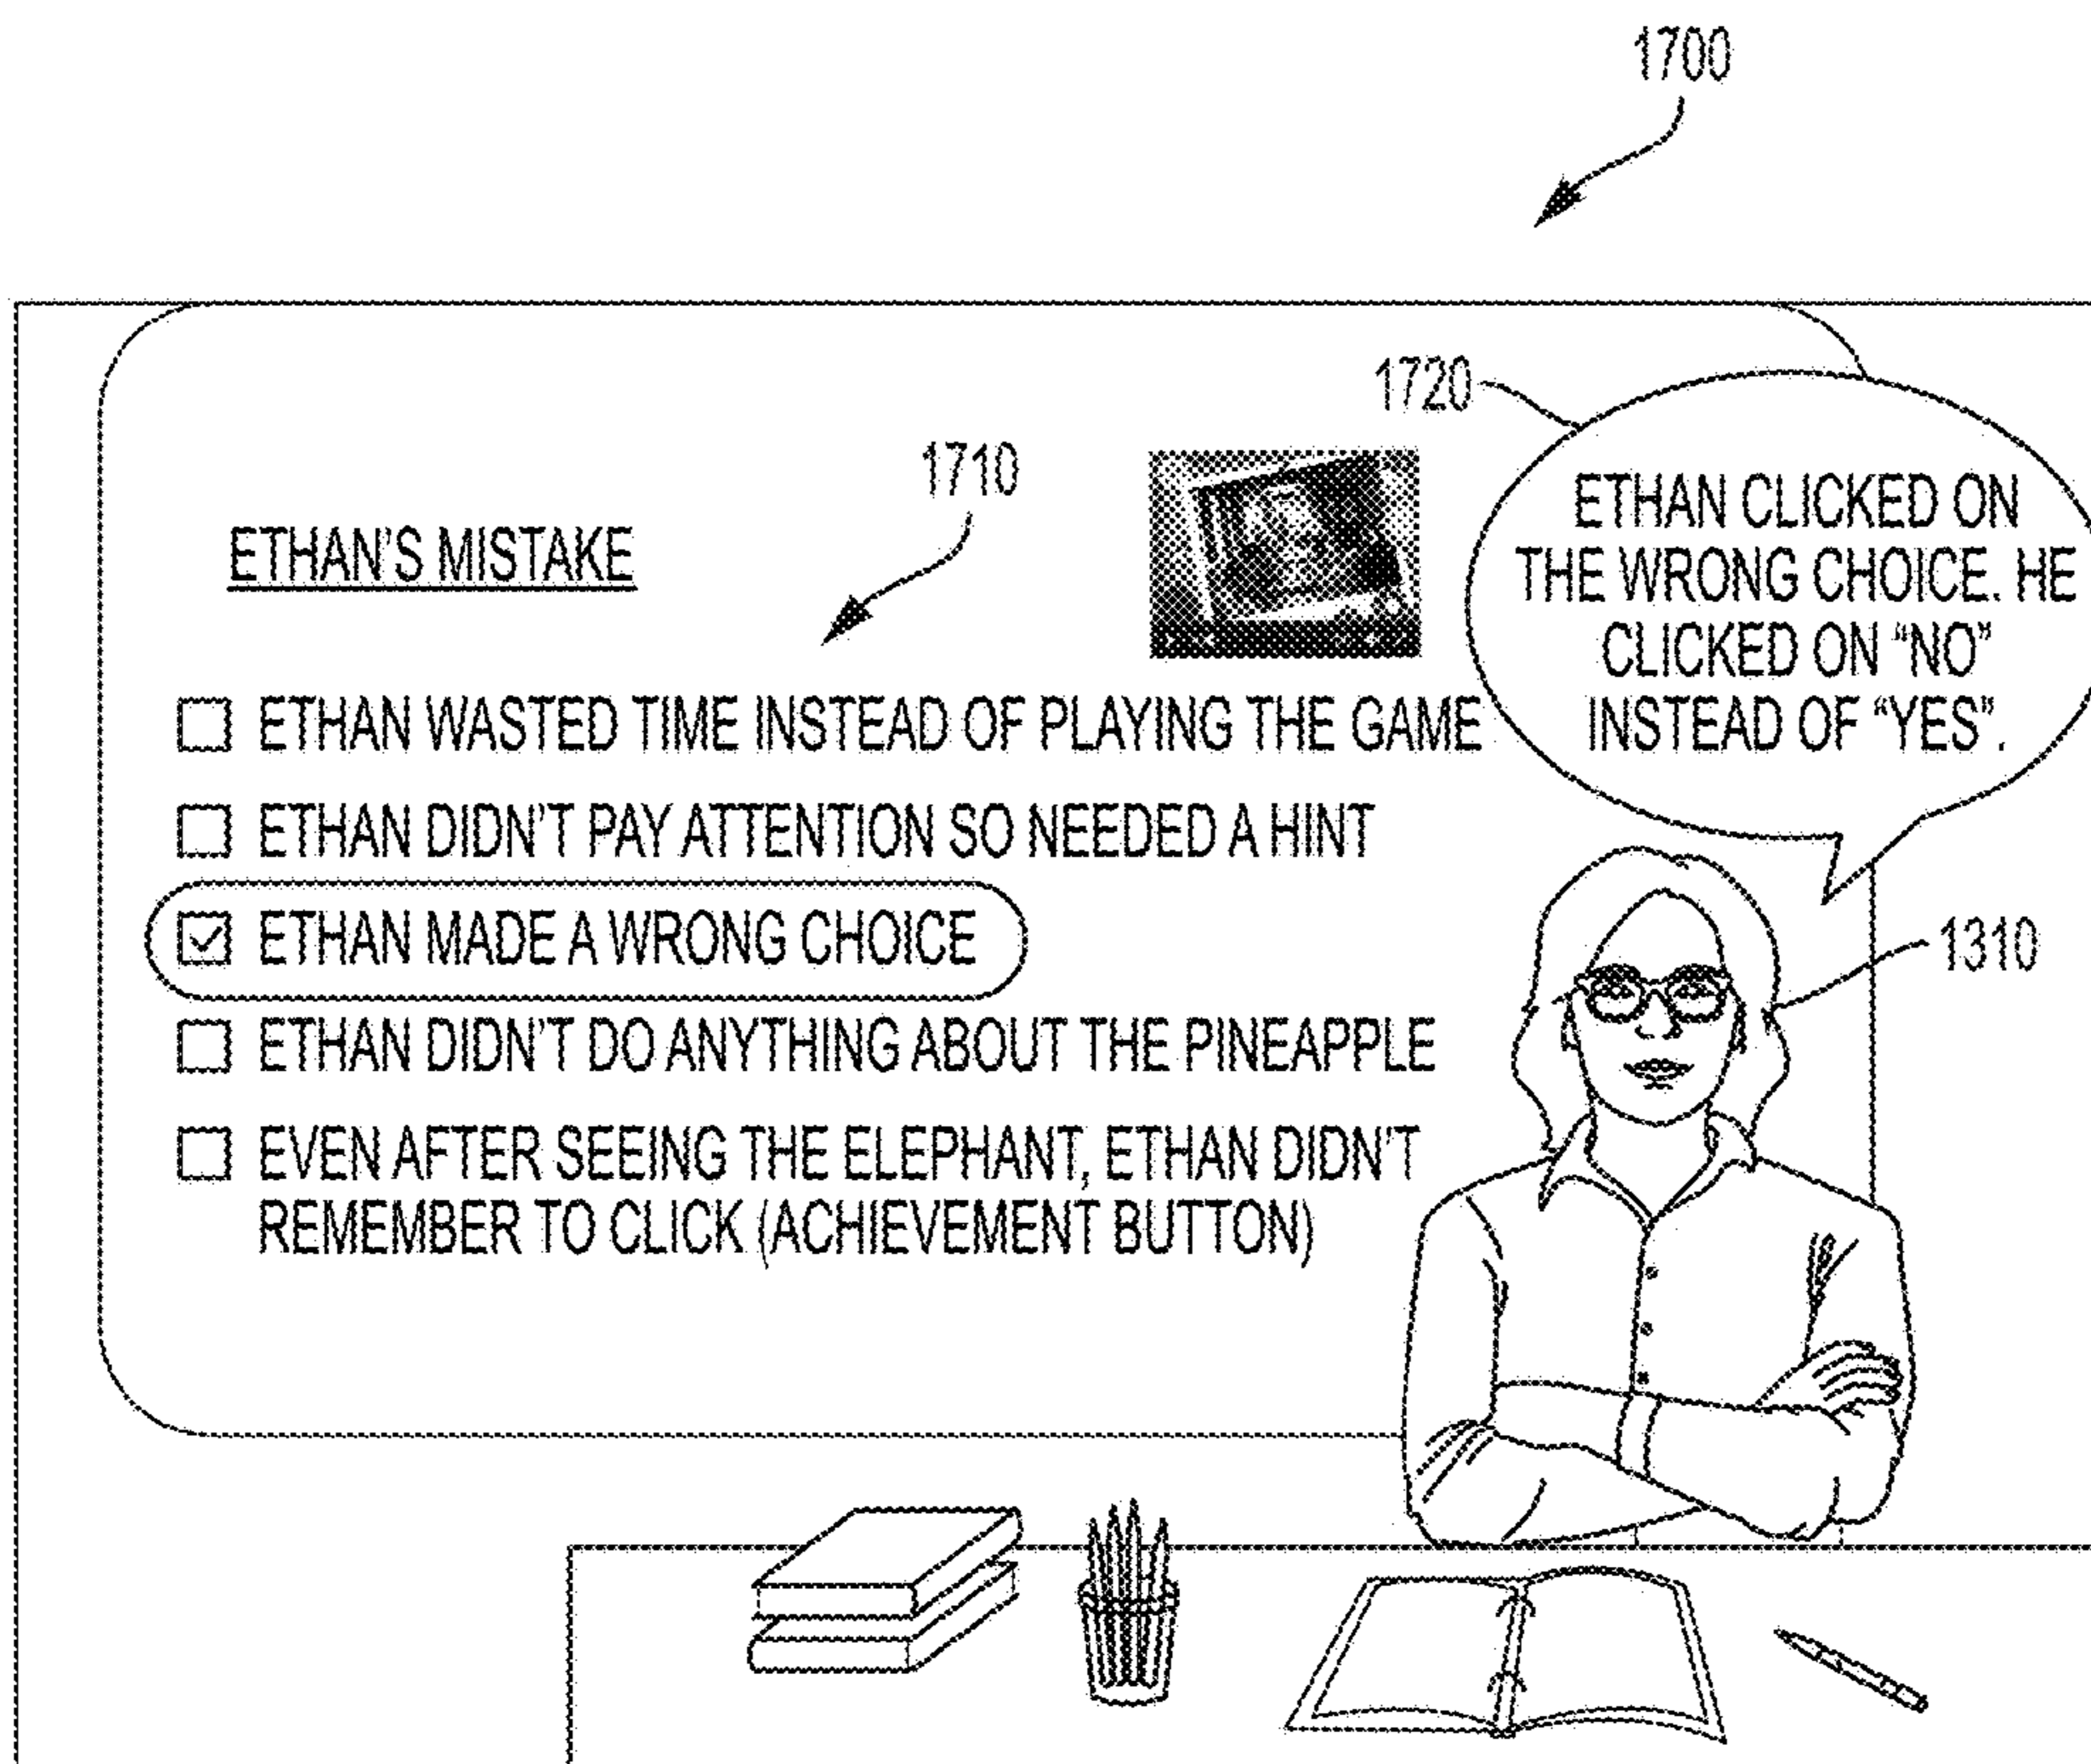 1700
1720
1710
ETHAN'S MISTAKE
ETHAN CLICKED ON
THE WRONG CHOICE. HE
CLICKED ON “NO”
INSTEAD OF “YES”.
ETHAN WASTED TIME INSTEAD OF PLAYING THE GAME
ETHAN DIDN'T PAY ATTENTION SO NEEDED A HINT
ETHAN MADE A WRONG CHOICE
1310
ETHAN DIDN'T DO ANYTHING ABOUT THE PINEAPPLE
EVEN AFTER SEEING THE ELEPHANT, ETHAN DIDN'T
REMEMBER TO CLICK (ACHIEVEMENT BUTTON)